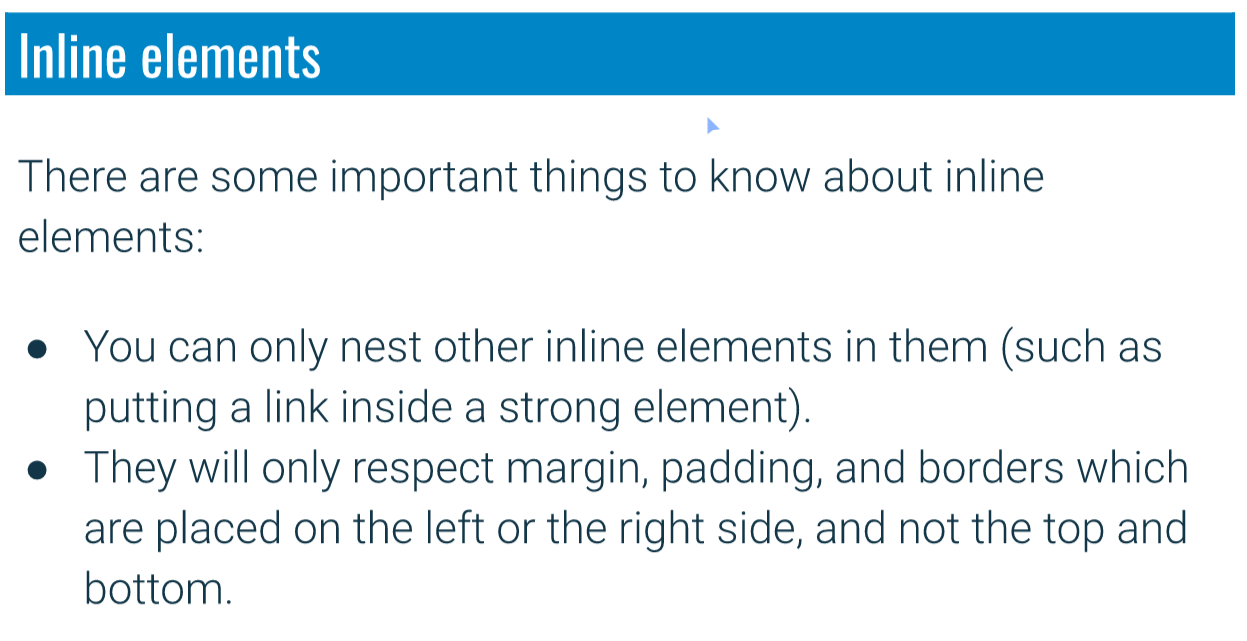 Inline elements
There are some important things to know about inline
elements:
● You can only nest other inline elements in them (such as
putting a link inside a strong element).
● They will only respect margin, padding, and borders which
are placed on the left or the right side, and not the top and
bottom.